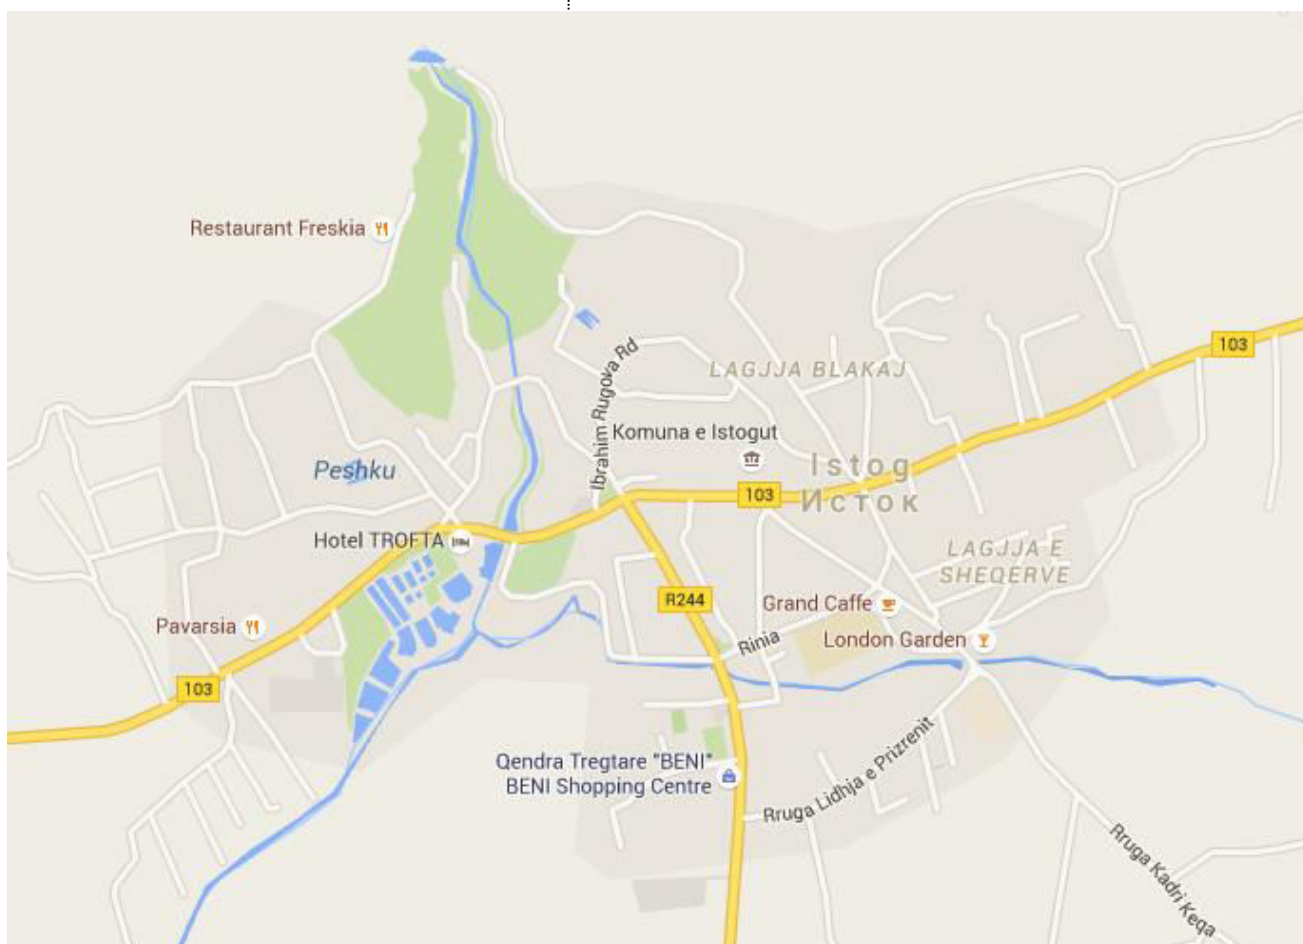 Restaurant Freskia
103
Ibrahim Rugova Rd
LAGJJA BLAKAJ
Komuna e Istogut
Peshku
Istog
Исток
103
Hotel TROFTA
LAGJJA E
SHEQERVE
R244
Grand Caffe
Pavarsia
Rinia
London Garden
103
Qendra Tregtare "BENI"
BENI Shopping Centre
Rruga Lidhja e Prizrenit
Rruga Kadri Keqa